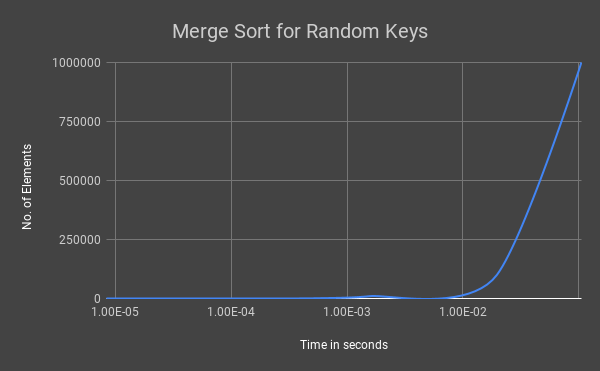 Merge Sort for Random Keys
1000000
750000
500000
250000
0
No. of Elements
1.00E-05 1.00E-04 1.00E-03 1.00E-02
Time in seconds